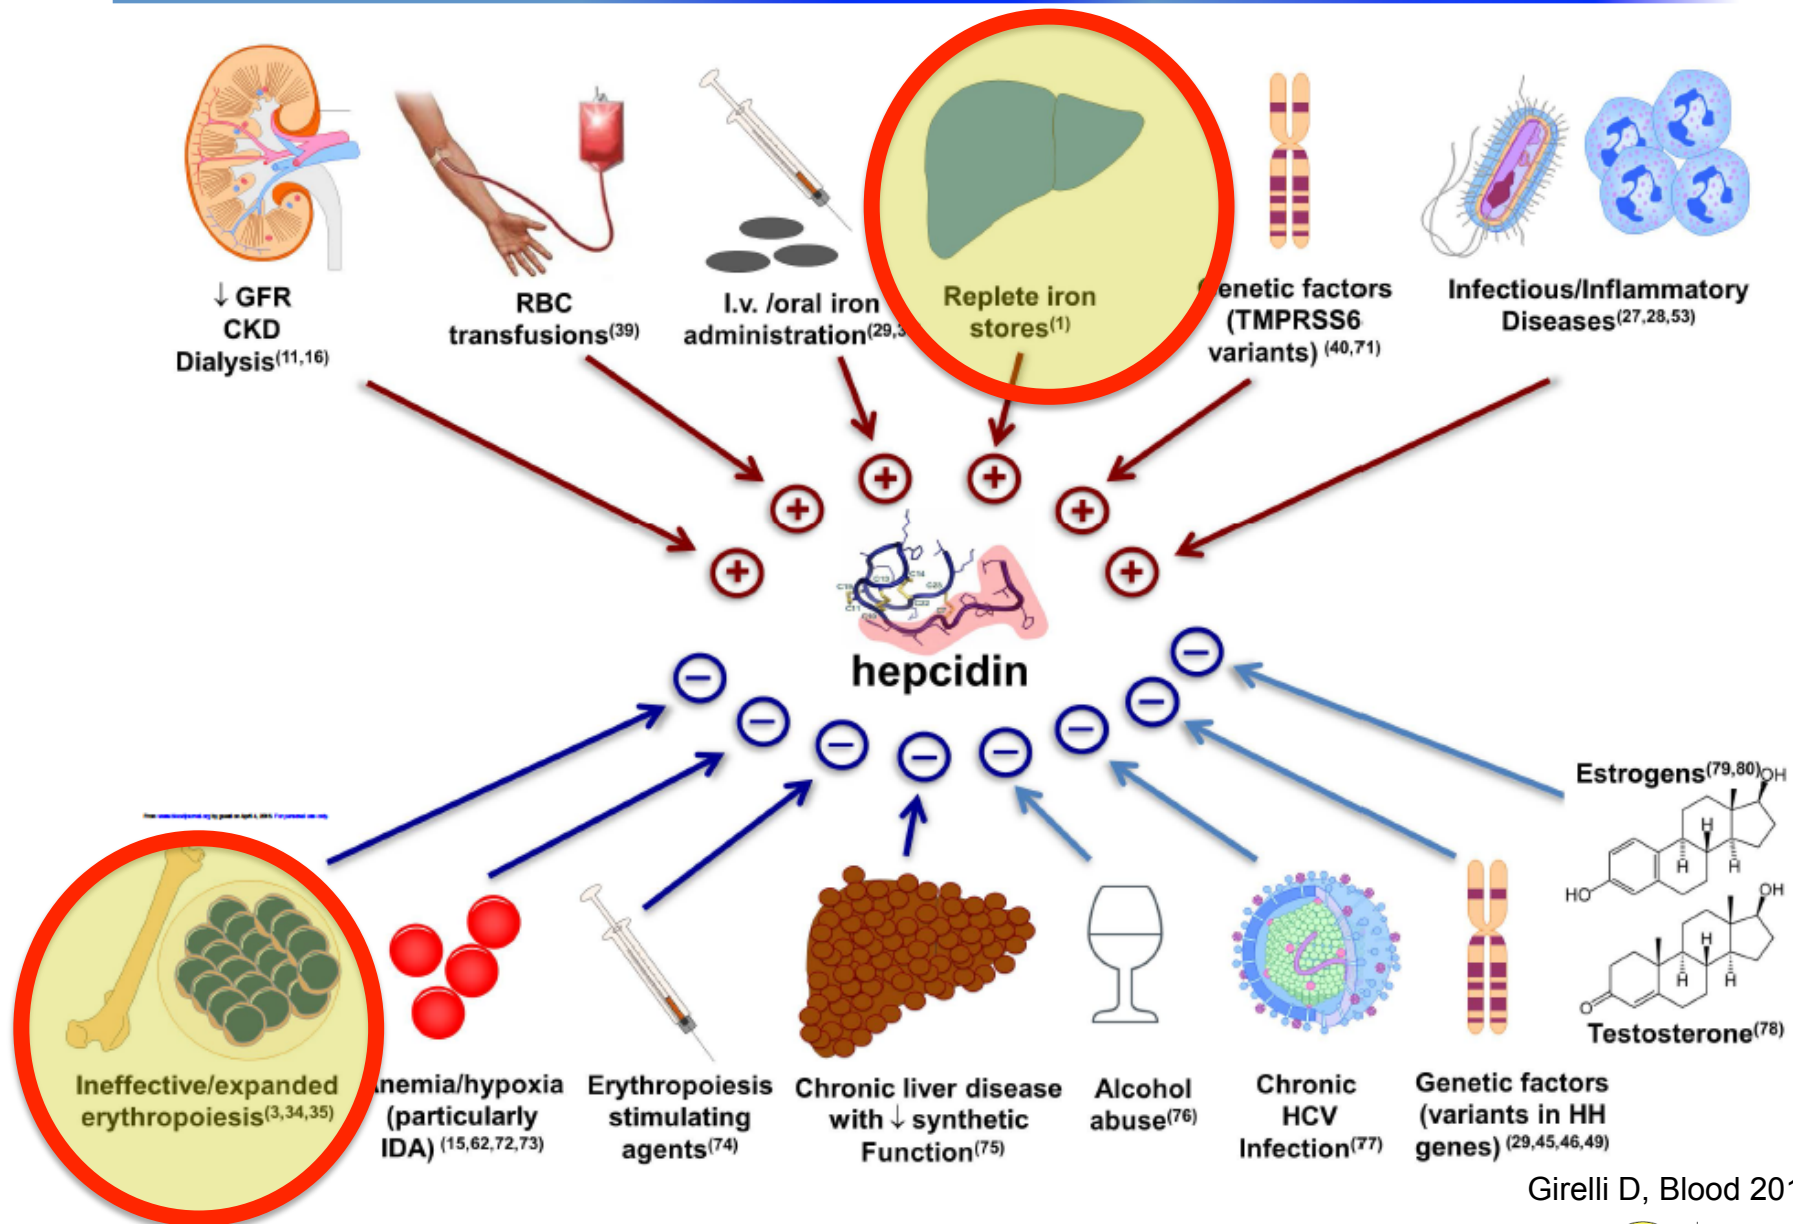 ↓ GFR
CKD
Dialysis(11,16)
RBC
transfusions(39)
I.v. /oral iron
administration(29,3
Replete iron
stores(1)
enetic factors
(TMPRSS6
variants) (40,71)
Infectious/Inflammatory
Diseases(27,28,53)
+
+
+
+
+
+
hepcidin
−
−
−
−
−
−
−
−
Estrogens(79,80)
OH
H
H
H
HO
OH
H
H
H
O
Testosterone(78)
Ineffective/expanded
erythropoiesis(3,34,35)
nemia/hypoxia
(particularly
IDA) (15,62,72,73)
Erythropoiesis
stimulating
agents(74)
Chronic liver disease
with ↓ synthetic
Function(75)
Alcohol
abuse(76)
Chronic
HCV
Infection(77)
Genetic factors
(variants in HH
genes) (29,45,46,49)
Girelli D, Blood 201